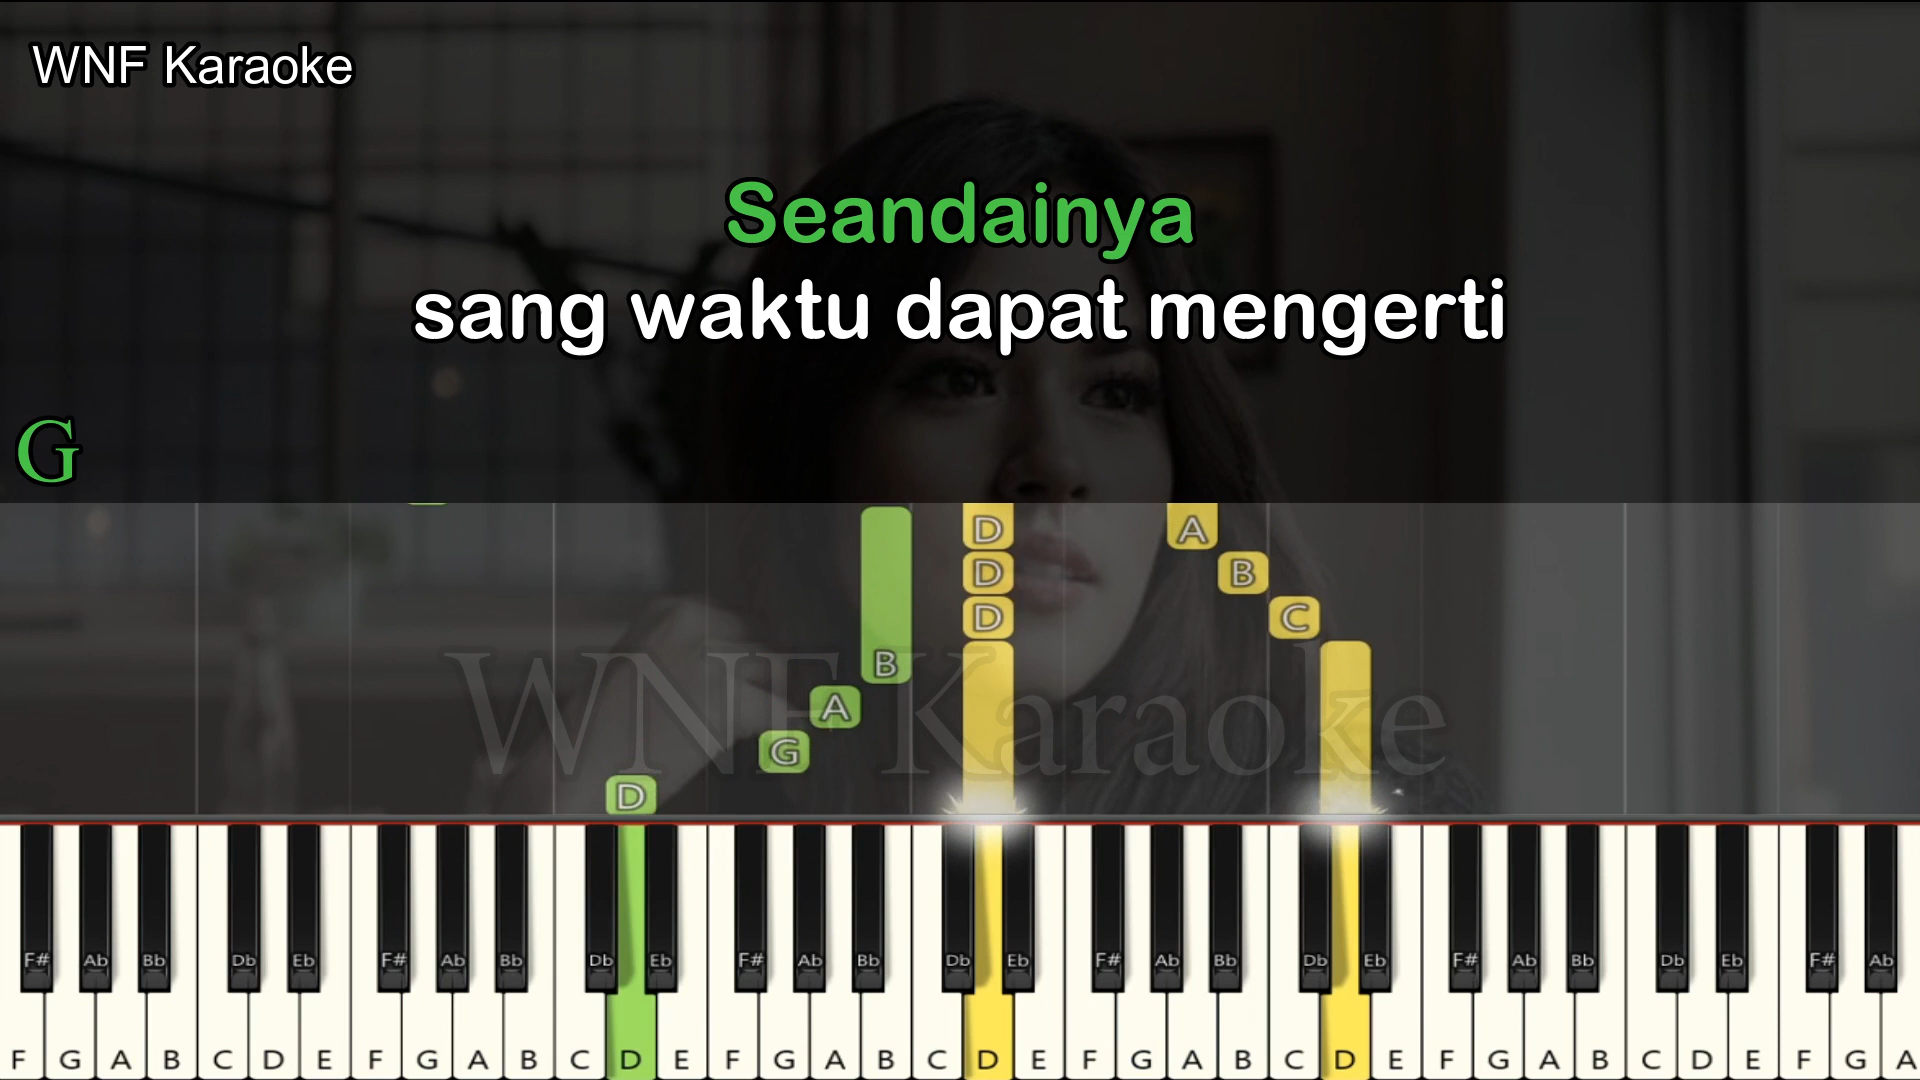 WNF Karaoke
Seandainya
sang waktu dapat mengerti
G
D A
D B
D C
B
WNF Karaoke
A
G
D
F# Ab Bb Db Eb F# Ab Bb Db Eb F# Ab Bb Db Eb F# Ab Bb Db Eb F# Ab Bb Db Eb F# Ab
F G A B C D E F G A B C D E F G A B C D E F G A B C D E F G A B C D E F G A